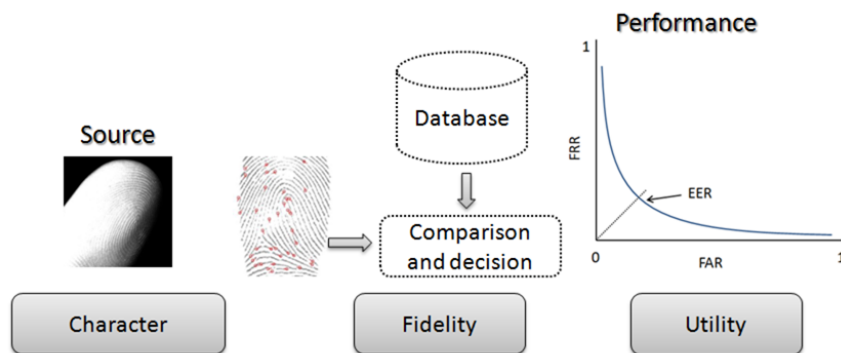 Performance
1
Source
Database
FRR
EER
Comparison
and decision
0
FAR
1
Character
Fidelity
Utility